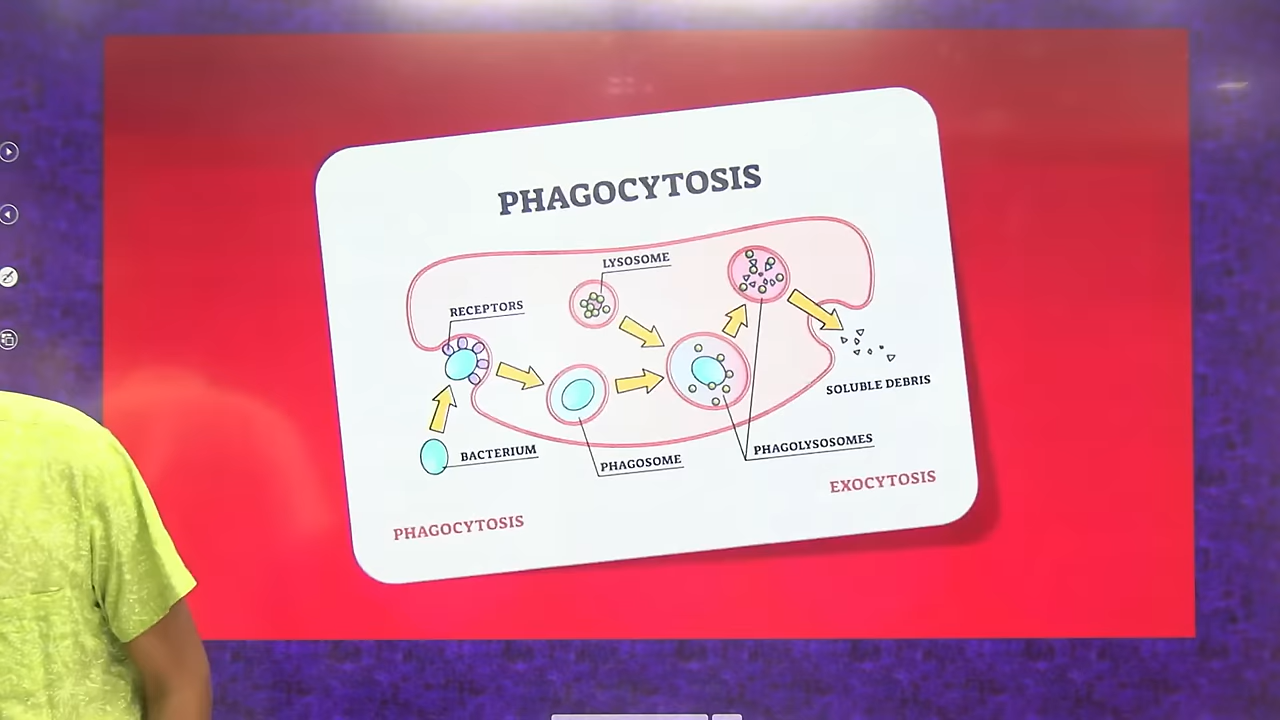 PHAGOCYTOSIS
LYSOSOME
RECEPTORS
SOLUBLE DEBRIS
BACTERIUM
PHAGOSOME
PHAGOLYSOSOMES
EXOCYTOSIS
PHAGOCYTOSIS